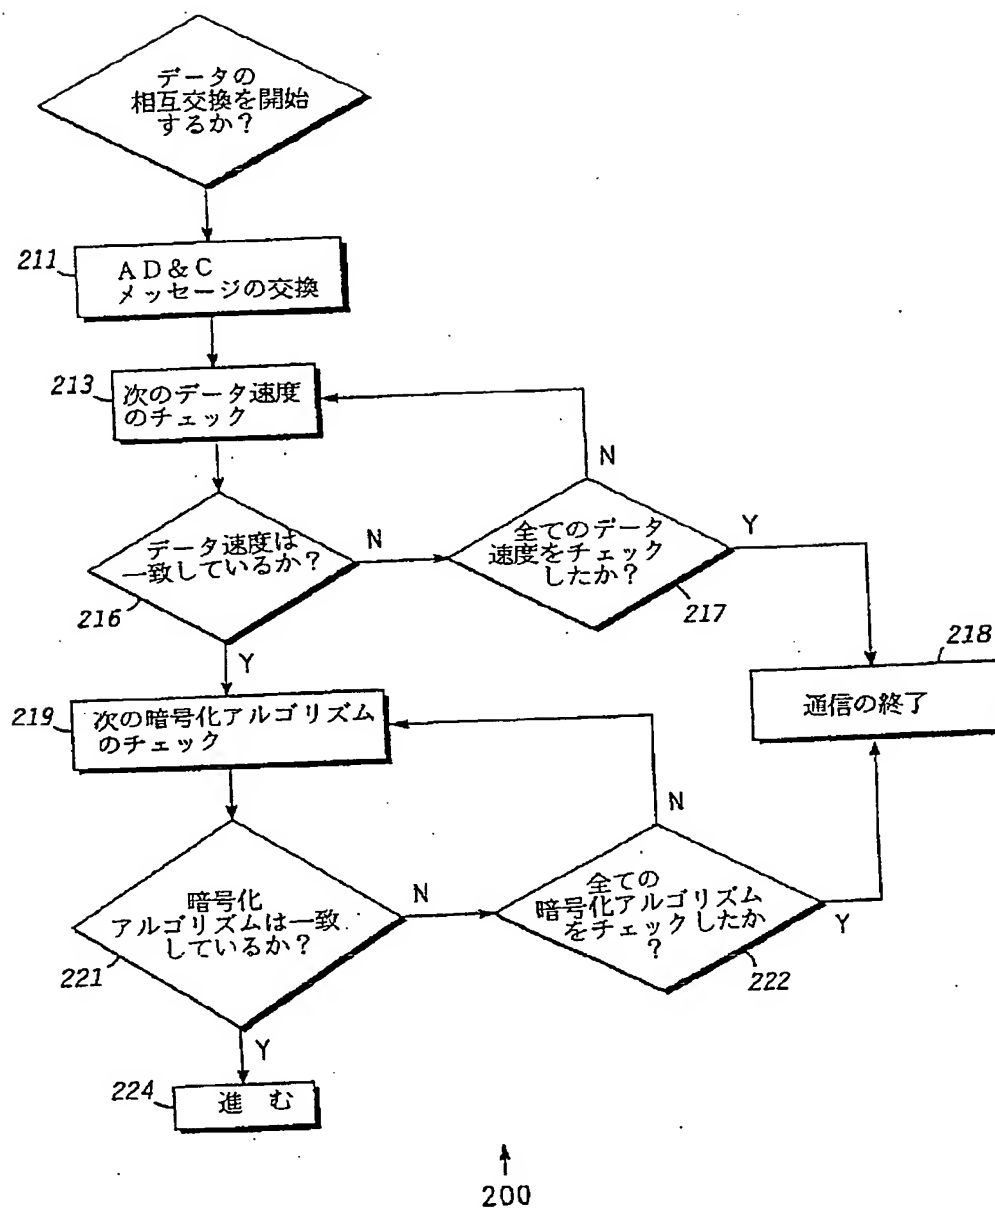 データの
相互交換を開始
するか？
211
ＡＤ＆Ｃ
メッセージの交換
213
次のデータ速度
のチェック
N
データ速度は
一致しているか？
N
全てのデータ
速度をチェック
したか？
Y
216
217
Y
218
通信の終了
219
次の暗号化アルゴリズム
のチェック
N
暗号化
アルゴリズムは一致
しているか？
N
全ての
暗号化アルゴリズム
をチェックしたか
？
Y
221
222
Y
224
進 む
200